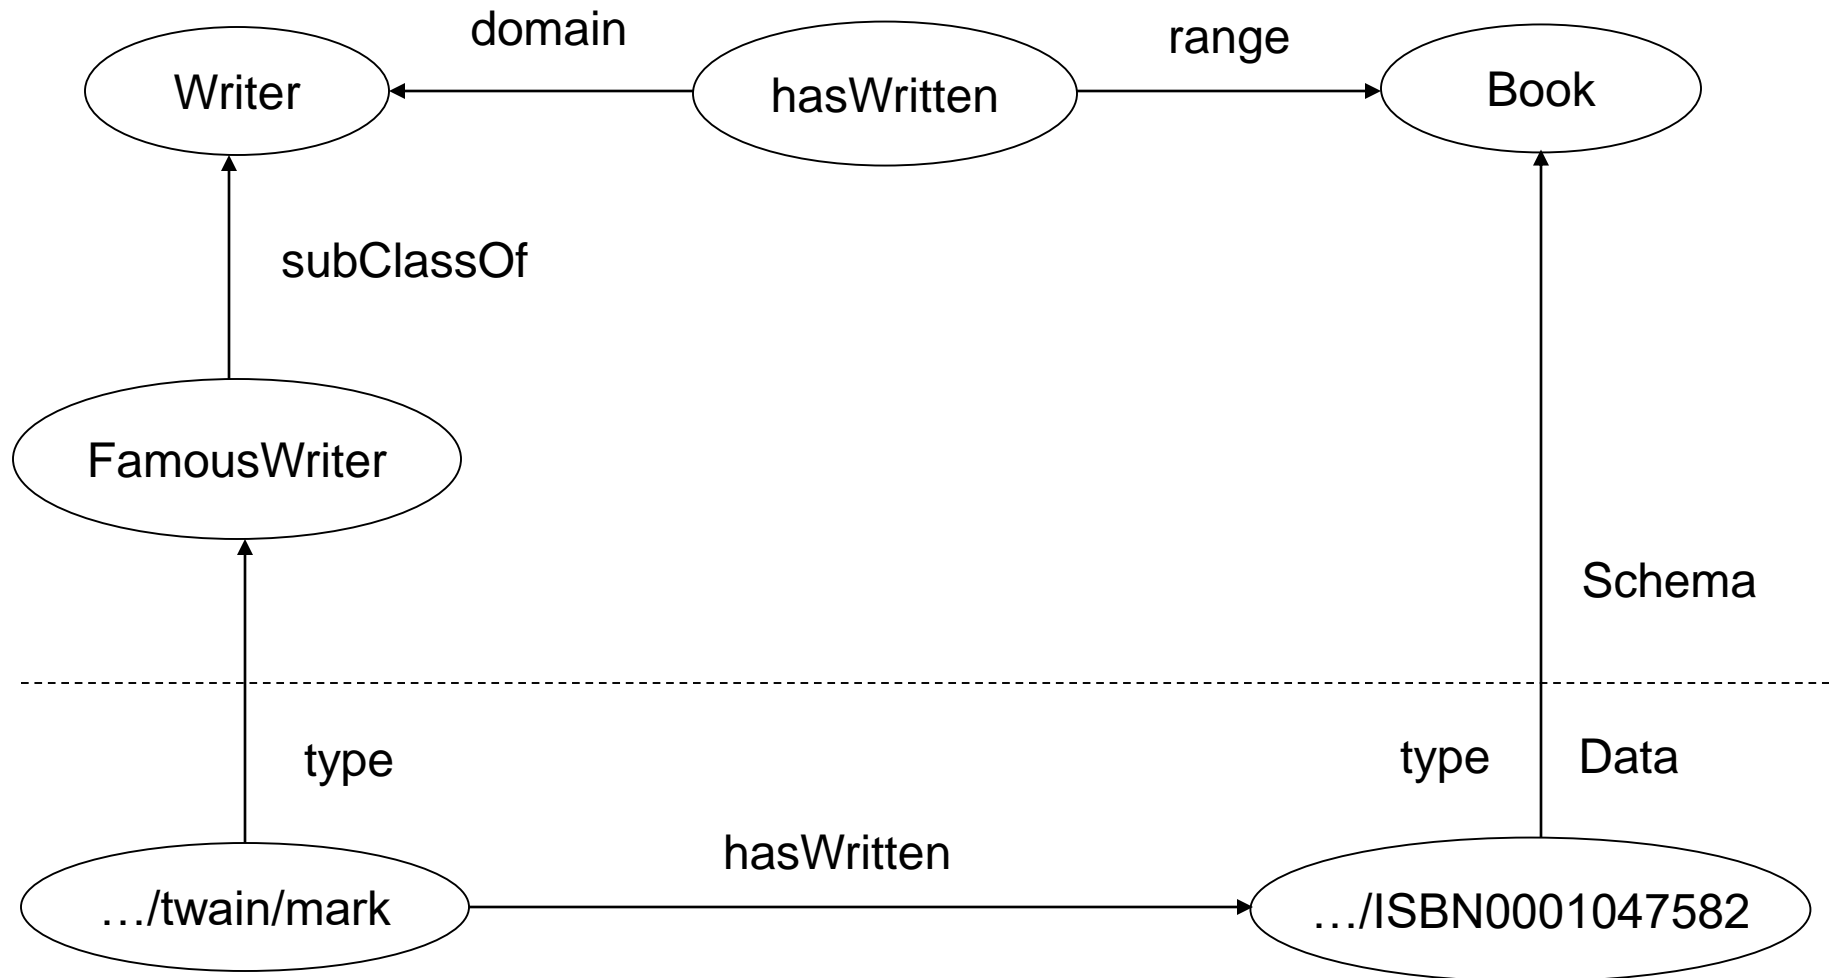 domain
range
Writer
hasWritten
Book
subClassOf
FamousWriter
Schema
type
type
Data
hasWritten
…/twain/mark
…/ISBN0001047582